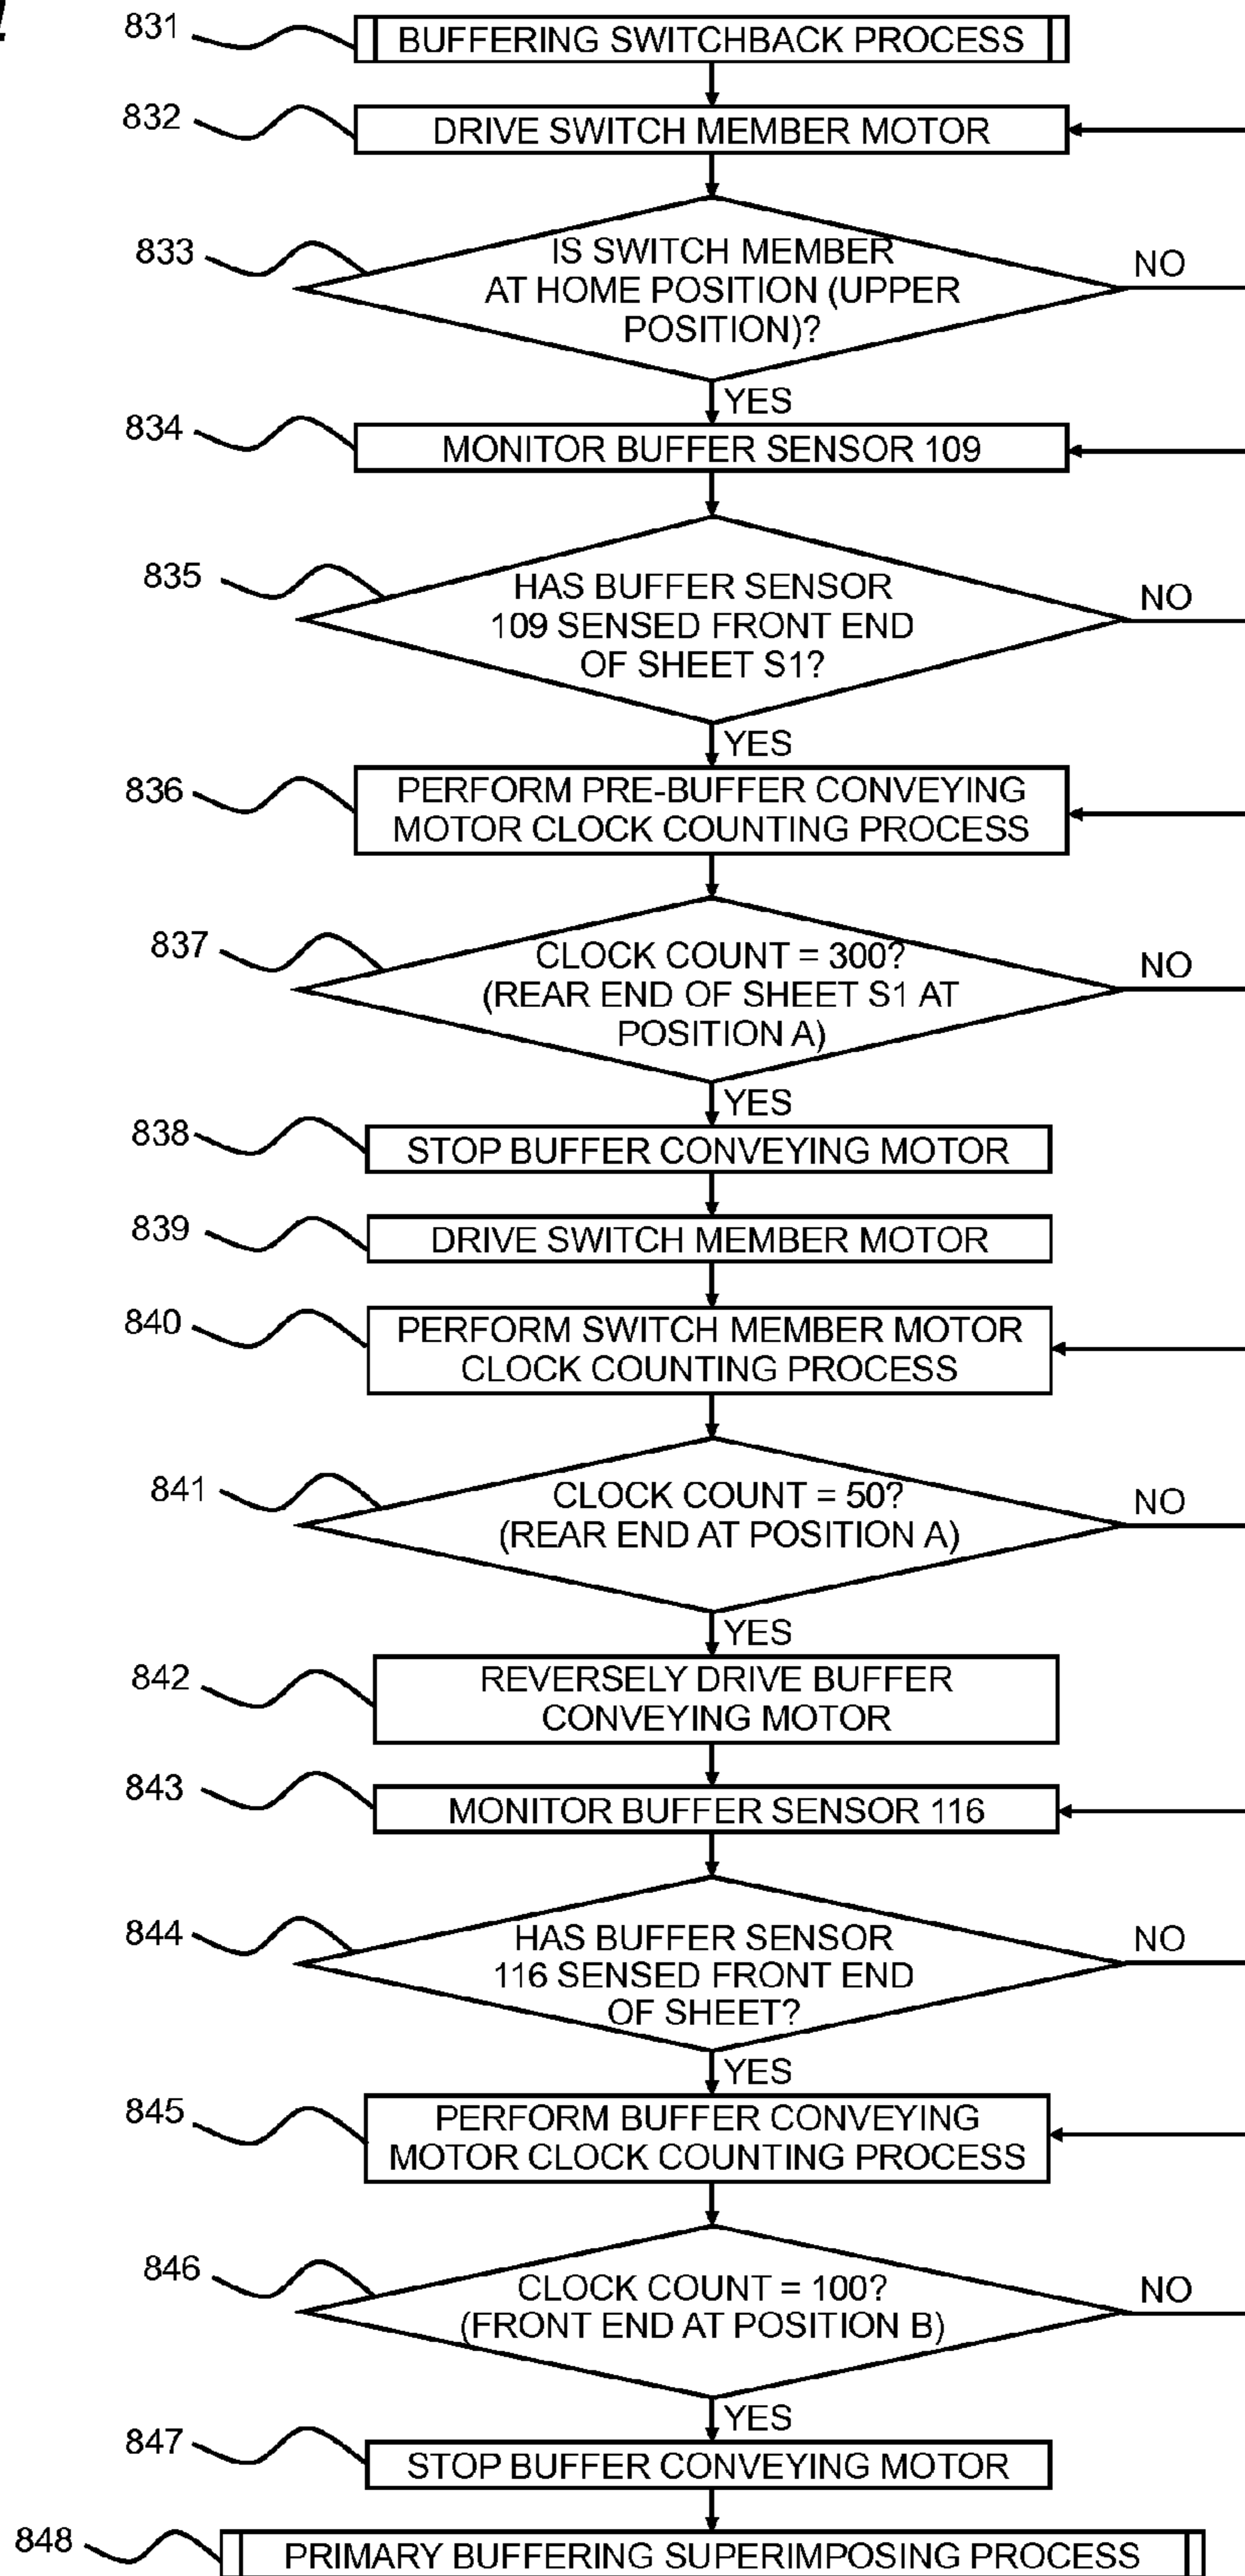 831
BUFFERING SWITCHBACK PROCESS
832
DRIVE SWITCH MEMBER MOTOR
833
IS SWITCH MEMBER
AT HOME POSITION (UPPER
POSITION)?
NO
YES
834
MONITOR BUFFER SENSOR 109
835
HAS BUFFER SENSOR
109 SENSED FRONT END
OF SHEET S1?
NO
YES
836
PERFORM PRE-BUFFER CONVEYING
MOTOR CLOCK COUNTING PROCESS
837
CLOCK COUNT = 300?
(REAR END OF SHEET S1 AT
POSITION A)
NO
YES
838
STOP BUFFER CONVEYING MOTOR
839
DRIVE SWITCH MEMBER MOTOR
840
PERFORM SWITCH MEMBER MOTOR
CLOCK COUNTING PROCESS
841
CLOCK COUNT = 50?
(REAR END AT POSITION A)
NO
YES
842
REVERSELY DRIVE BUFFER
CONVEYING MOTOR
843
MONITOR BUFFER SENSOR 116
844
HAS BUFFER SENSOR
116 SENSED FRONT END
OF SHEET?
NO
YES
845
PERFORM BUFFER CONVEYING
MOTOR CLOCK COUNTING PROCESS
846
CLOCK COUNT = 100?
(FRONT END AT POSITION B)
NO
YES
847
STOP BUFFER CONVEYING MOTOR
848
PRIMARY BUFFERING SUPERIMPOSING PROCESS